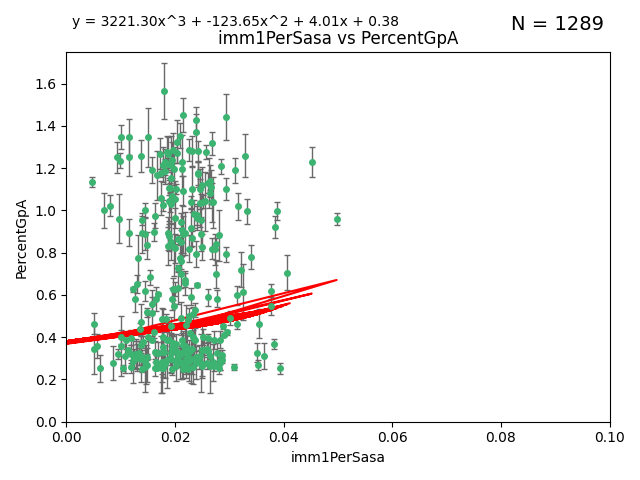 y = 3221.30x^3 + -123.65x^2 + 4.01x + 0.38
N = 1289
imm1PerSasa vs PercentGpA
PercentGpA
1.6
1.4
1.2
1.0
0.8
0.6
0.4
0.2
0.0
0.00 0.02 0.04 0.06 0.08 0.10
imm1PerSasa